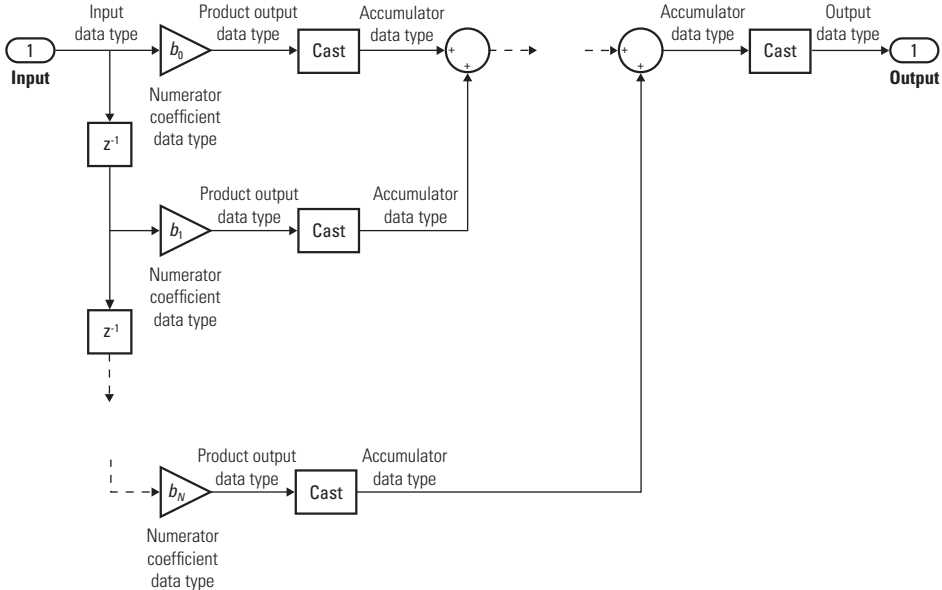 Input
data type
Product output
data type
Accumulator
data type
Accumulator
data type
Output
data type
1
b0
Cast
+
+
+
+
Cast
1
Input
Output
Numerator
coefficient
data type
z-1
Product output
data type
Accumulator
data type
b1
Cast
Numerator
coefficient
data type
z-1
Product output
data type
Accumulator
data type
bN
Cast
Numerator
coefficient
data type